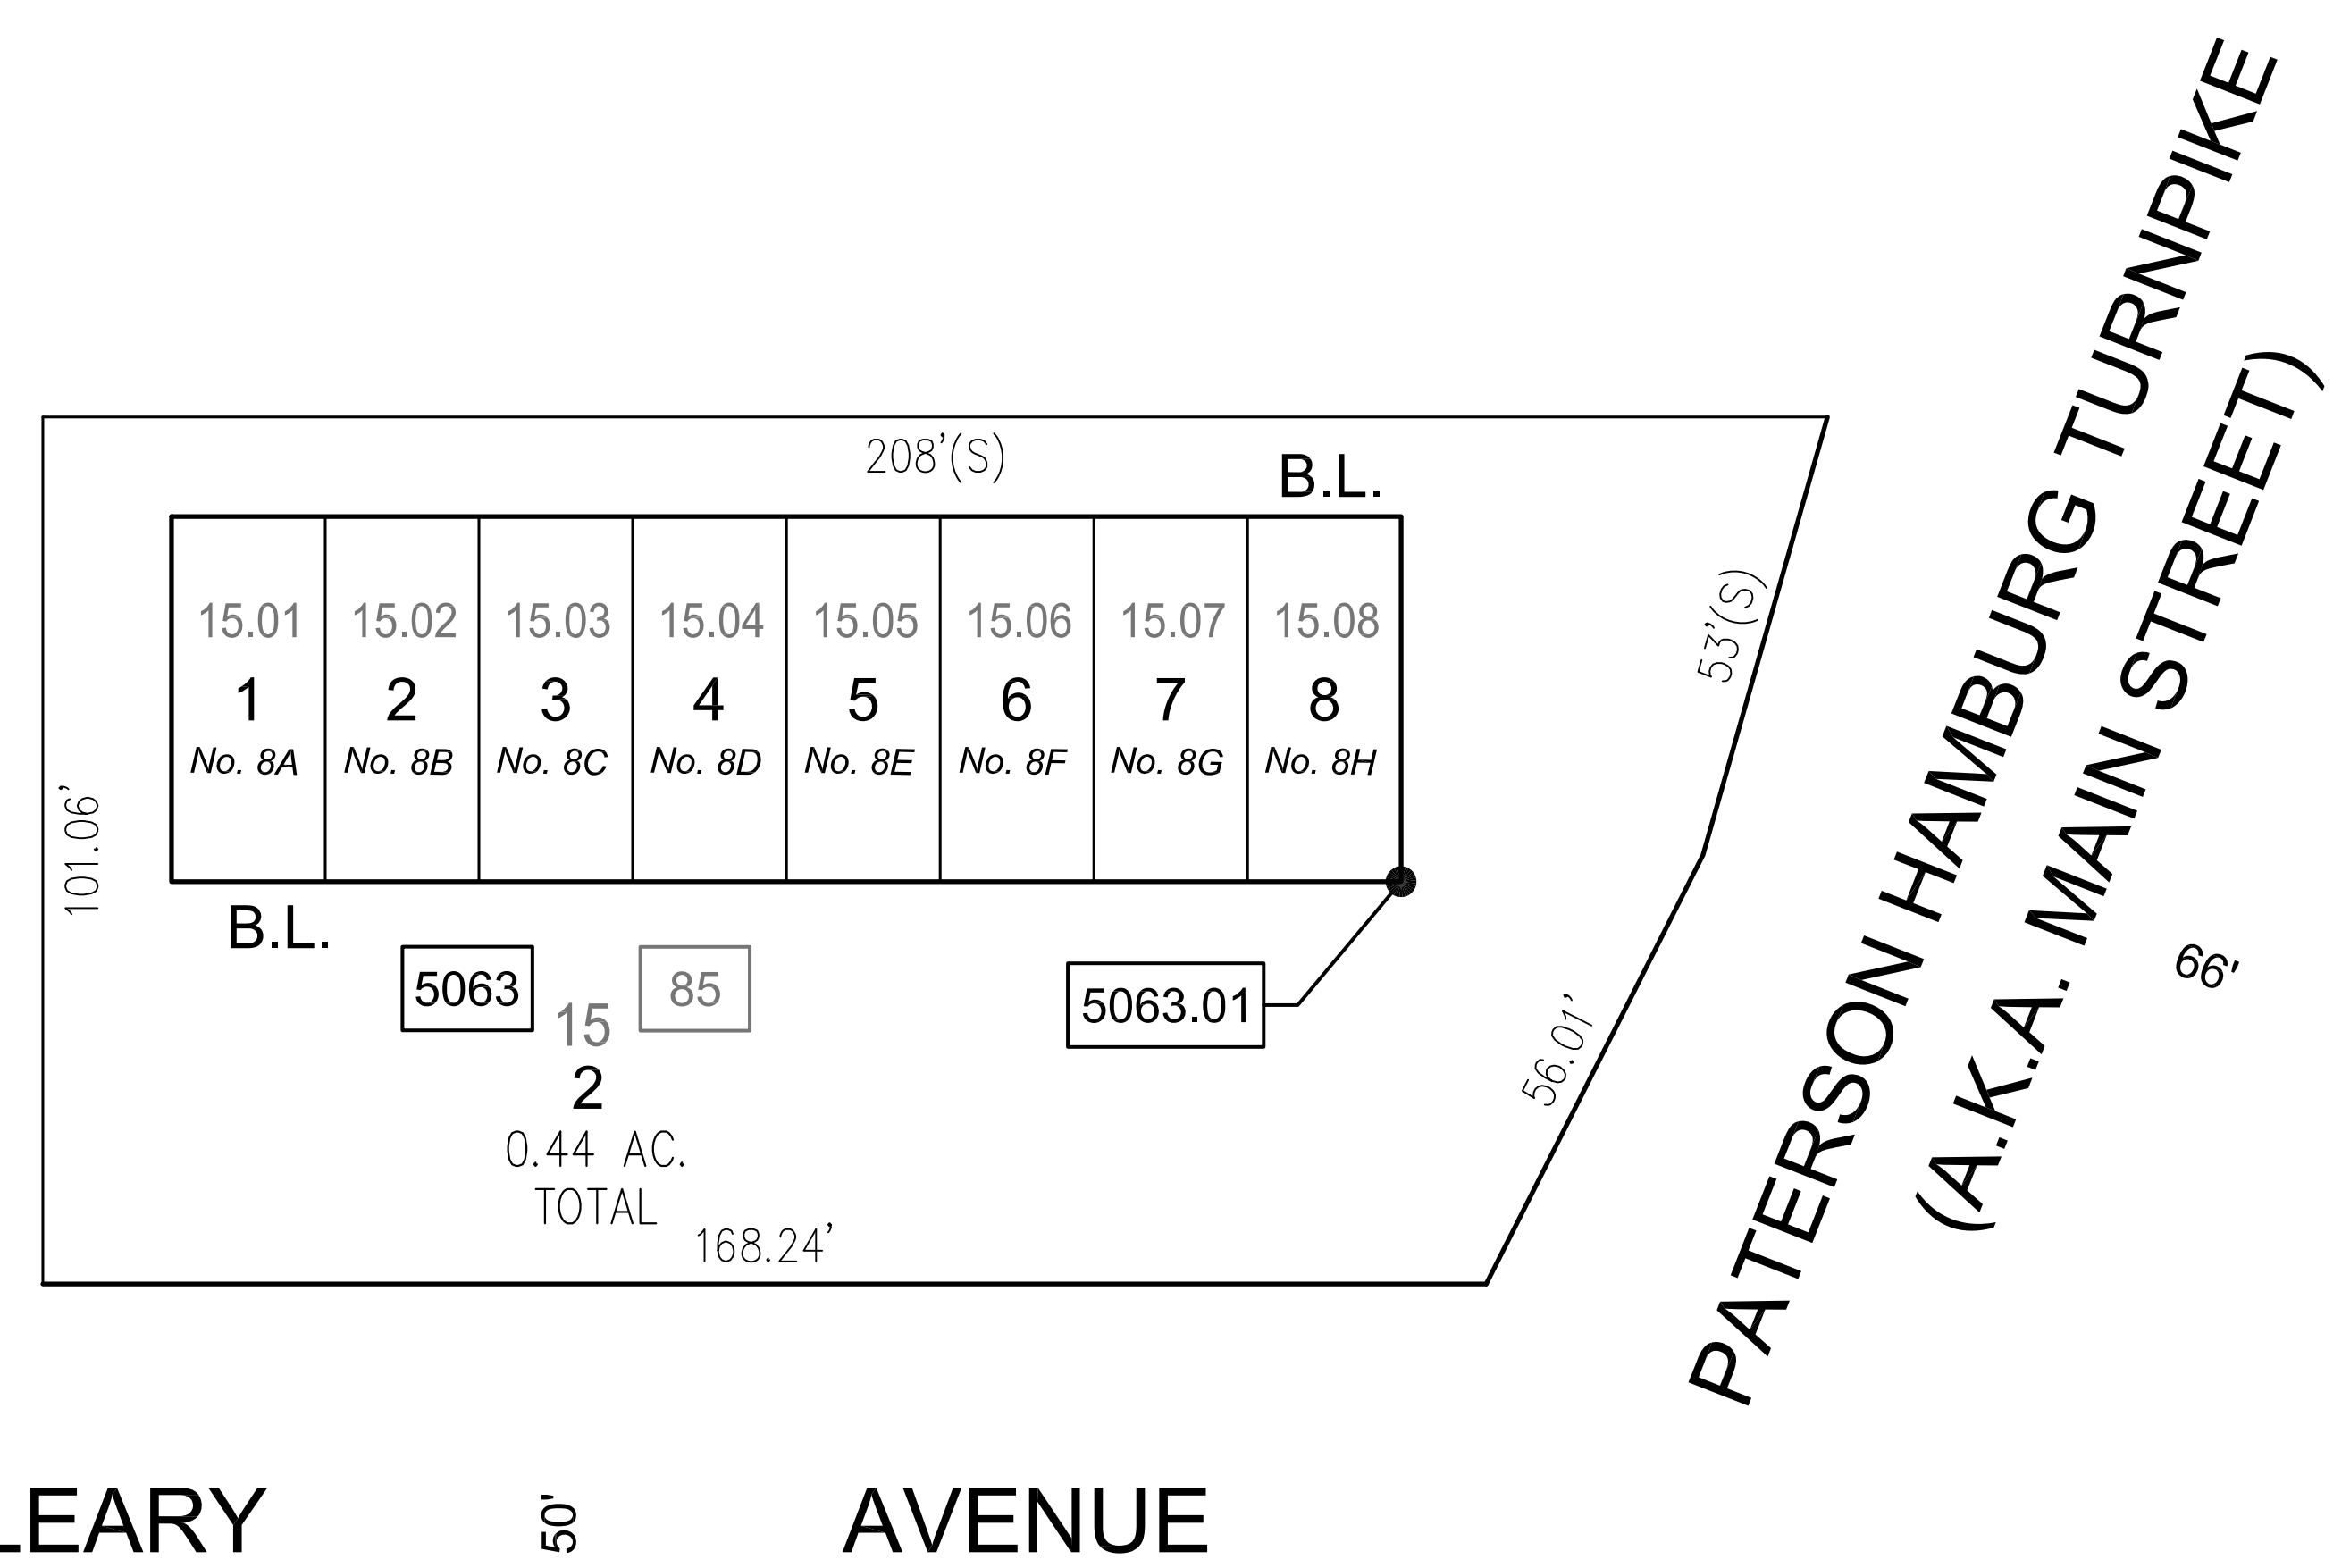 PATERSON HAMBURG TURNPIKE
(A.K.A. MAIN STREET)
66'
208'(S)
B.L.
53'(S)
15.01 15.02 15.03 15.04 15.05 15.06 15.07 15.08
1 2 3 4 5 6 7 8
No. 8A No. 8B No. 8C No. 8D No. 8E No. 8F No. 8G No. 8H
101.06'
B.L.
5063
85
15
5063.01
2
56.01'
0.44 AC.
TOTAL
168.24'
LEARY
50'
AVENUE